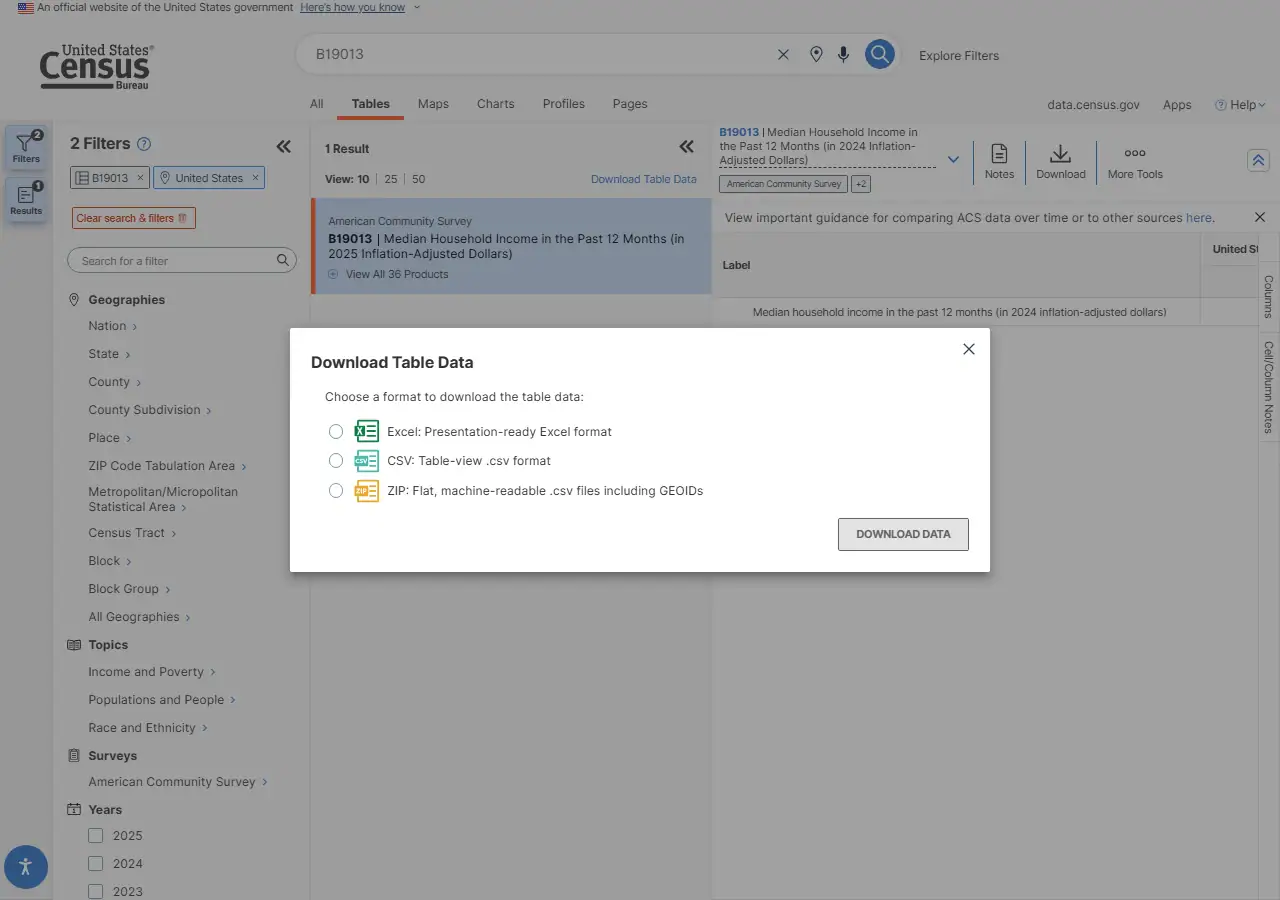 An official website of the United States government Here's how you know
United States®
Census
Bureau
B19013
Explore Filters
All Tables Maps Charts Profiles Pages
data.census.gov Apps Help
2
Filters
1
Results
2 Filters
B19013 × United States ×
Clear search & filters
Search for a filter
Geographies
Nation
State
County
County Subdivision
Place
ZIP Code Tabulation Area
Metropolitan/Micropolitan
Statistical Area
Census Tract
Block
Block Group
All Geographies
Topics
Income and Poverty
Populations and People
Race and Ethnicity
Surveys
American Community Survey
Years
2025
2024
2023
1 Result
View: 10 | 25 | 50 Download Table Data
American Community Survey
B19013 | Median Household Income in the Past 12 Months (in
2025 Inflation-Adjusted Dollars)
View All 36 Products
B19013 | Median Household Income in
the Past 12 Months (in 2024 Inflation-
Adjusted Dollars)
American Community Survey +2
Notes
Download
More Tools
View important guidance for comparing ACS data over time or to other sources here.
Label
United St
Median household income in the past 12 months (in 2024 inflation-adjusted dollars)
Columns
Cell/Column Notes
Download Table Data
Choose a format to download the table data:
Excel: Presentation-ready Excel format
CSV CSV: Table-view .csv format
ZIP ZIP: Flat, machine-readable .csv files including GEOIDs
DOWNLOAD DATA